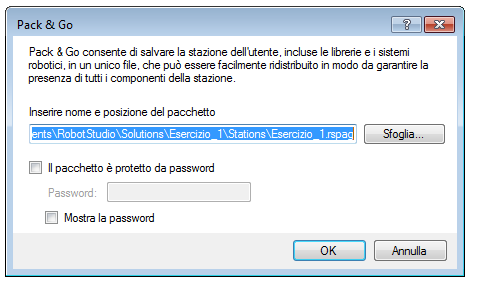 Pack & Go
Pack & Go consente di salvare la stazione dell'utente, incluse le librerie e i sistemi
robotici, in un unico file, che può essere facilmente ridistribuito in modo da garantire la
presenza di tutti i componenti della stazione.
Inserire nome e posizione del pacchetto
ents\RobotStudio\Solutions\Esercizio_1\Stations\Esercizio_1.rspag
Sfoglia...
Il pacchetto è protetto da password
Password:
Mostra la password
OK
Annulla